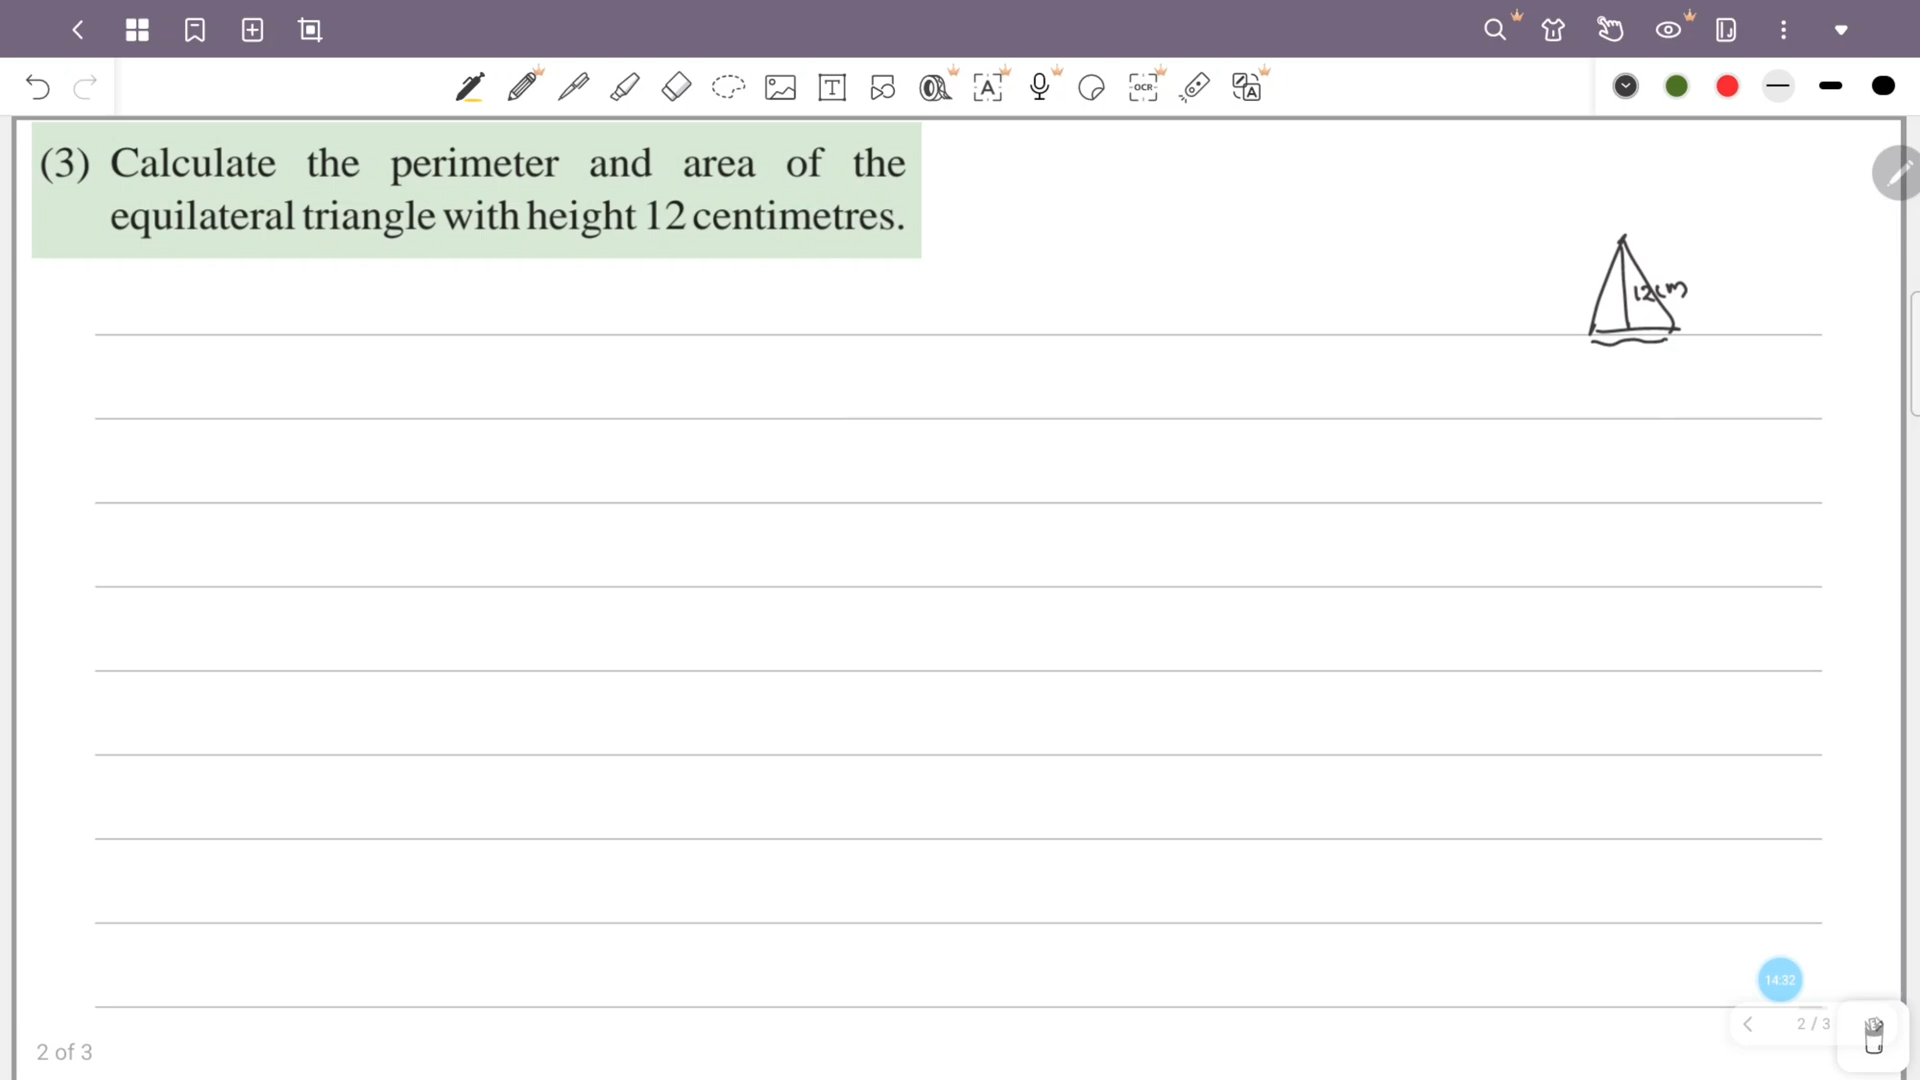 (3) Calculate the perimeter and area of the
equilateral triangle with height 12 centimetres.
12cm
14:32
2 / 3
2 of 3